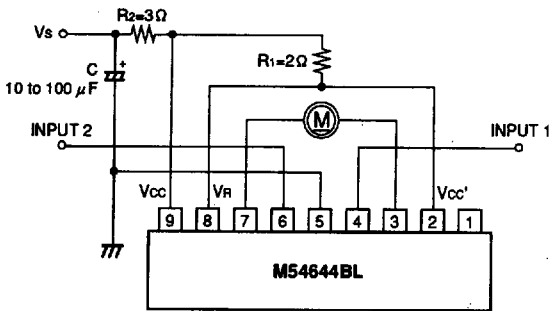 Vs
R2=3Ω
R1=2Ω
C
+
10 to 100 μF
M
INPUT 2
INPUT 1
Vcc
VR
Vcc'
9 8 7 6 5 4 3 2 1
M54644BL